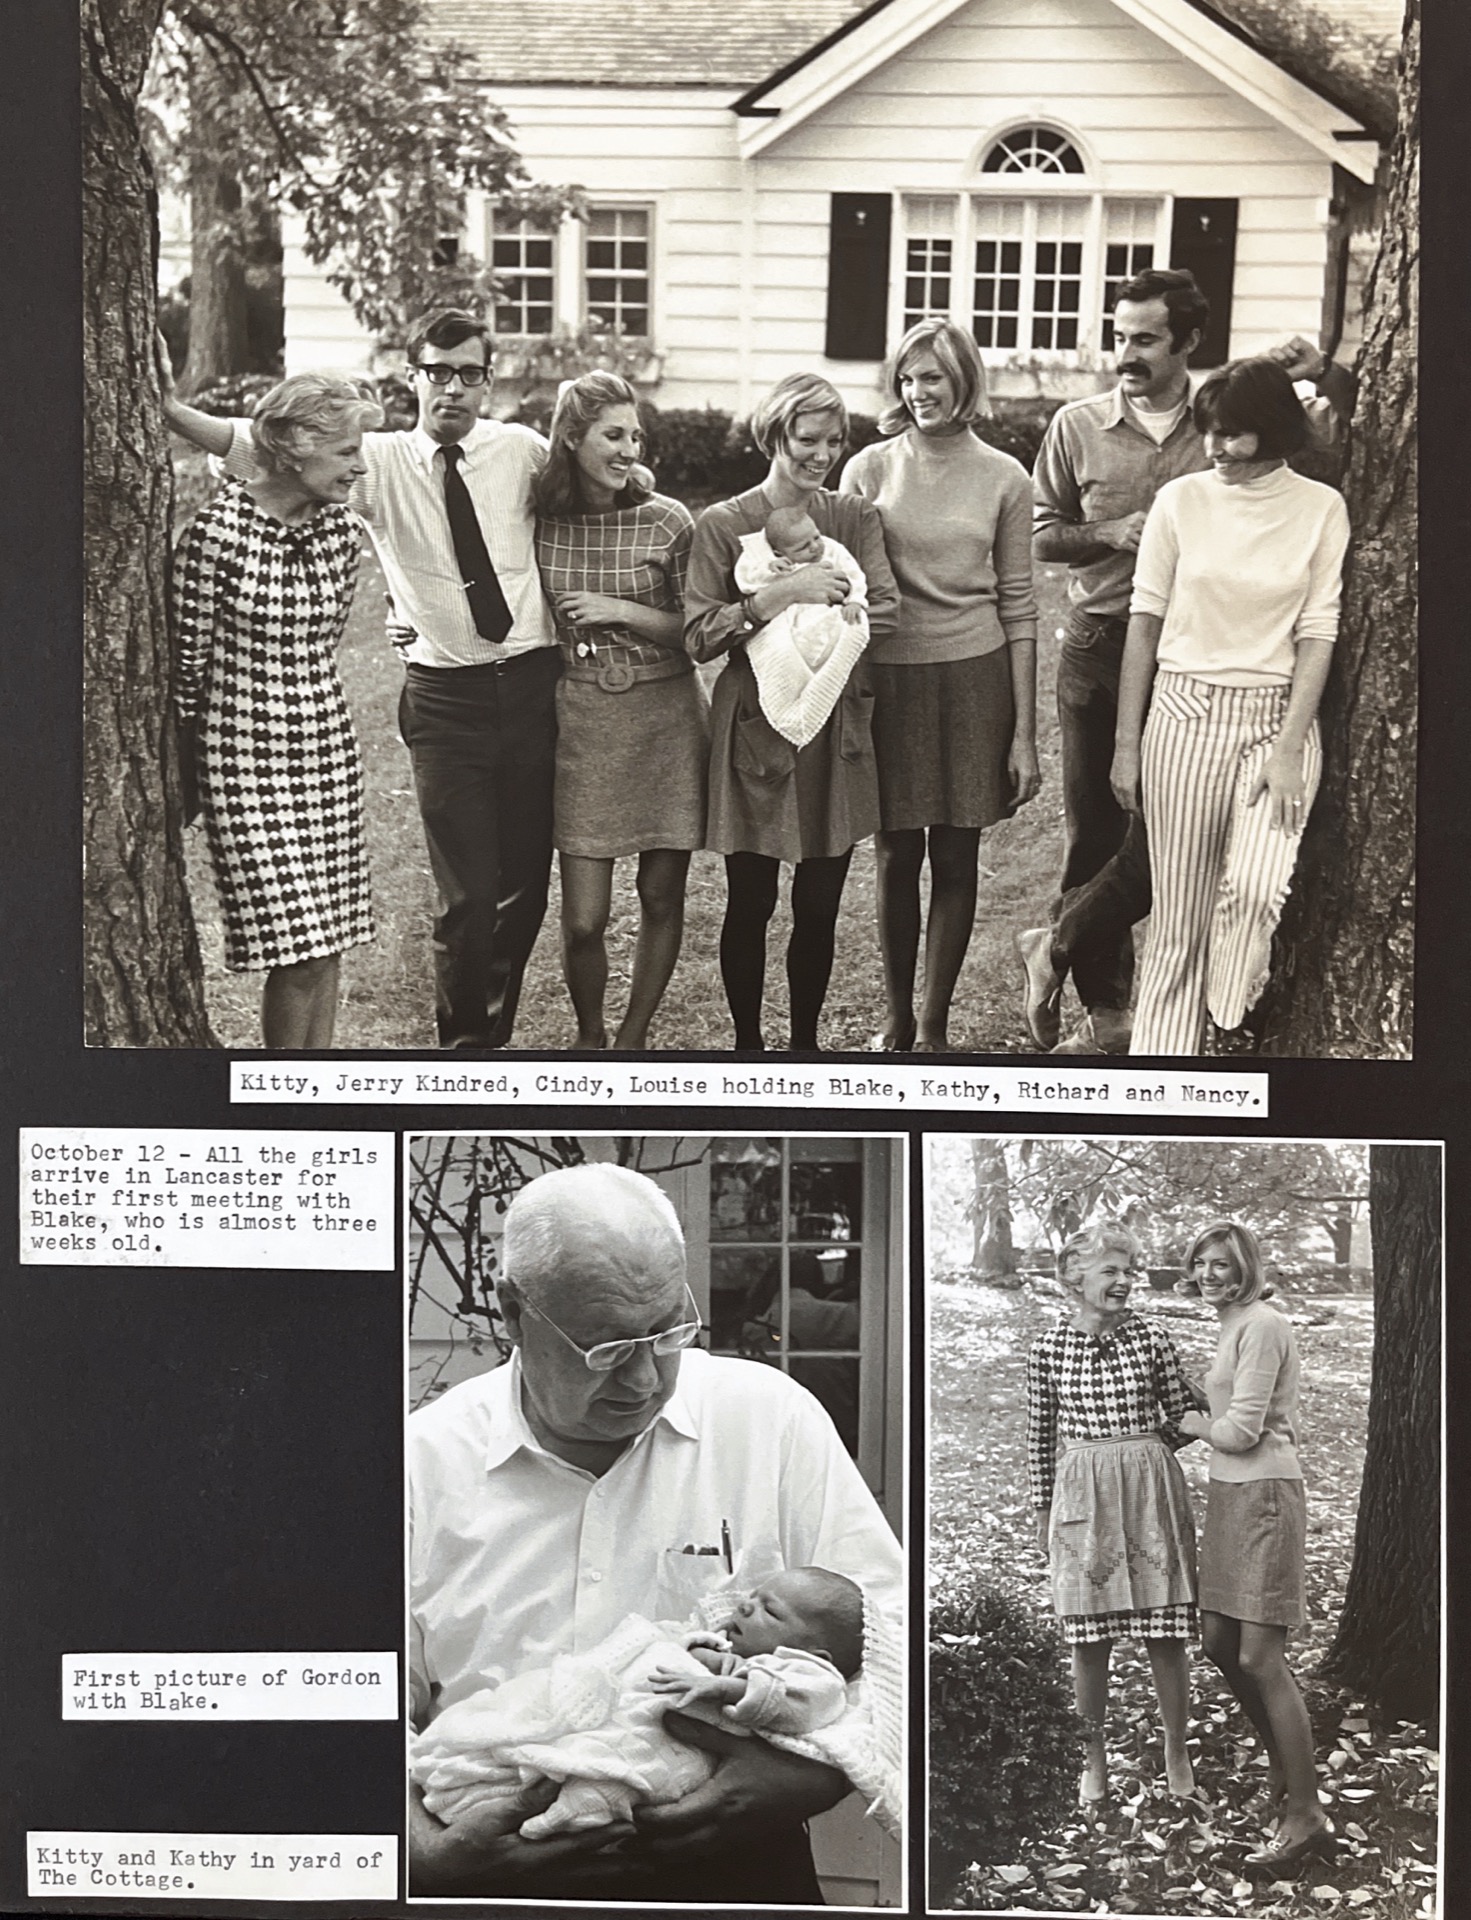 Kitty, Jerry Kindred, Cindy, Louise holding Blake, Kathy, Richard and Nancy.
October 12 - All the girls
arrive in Lancaster for
their first meeting with
Blake, who is almost three
weeks old.
First picture of Gordon
with Blake.
Kitty and Kathy in yard of
The Cottage.